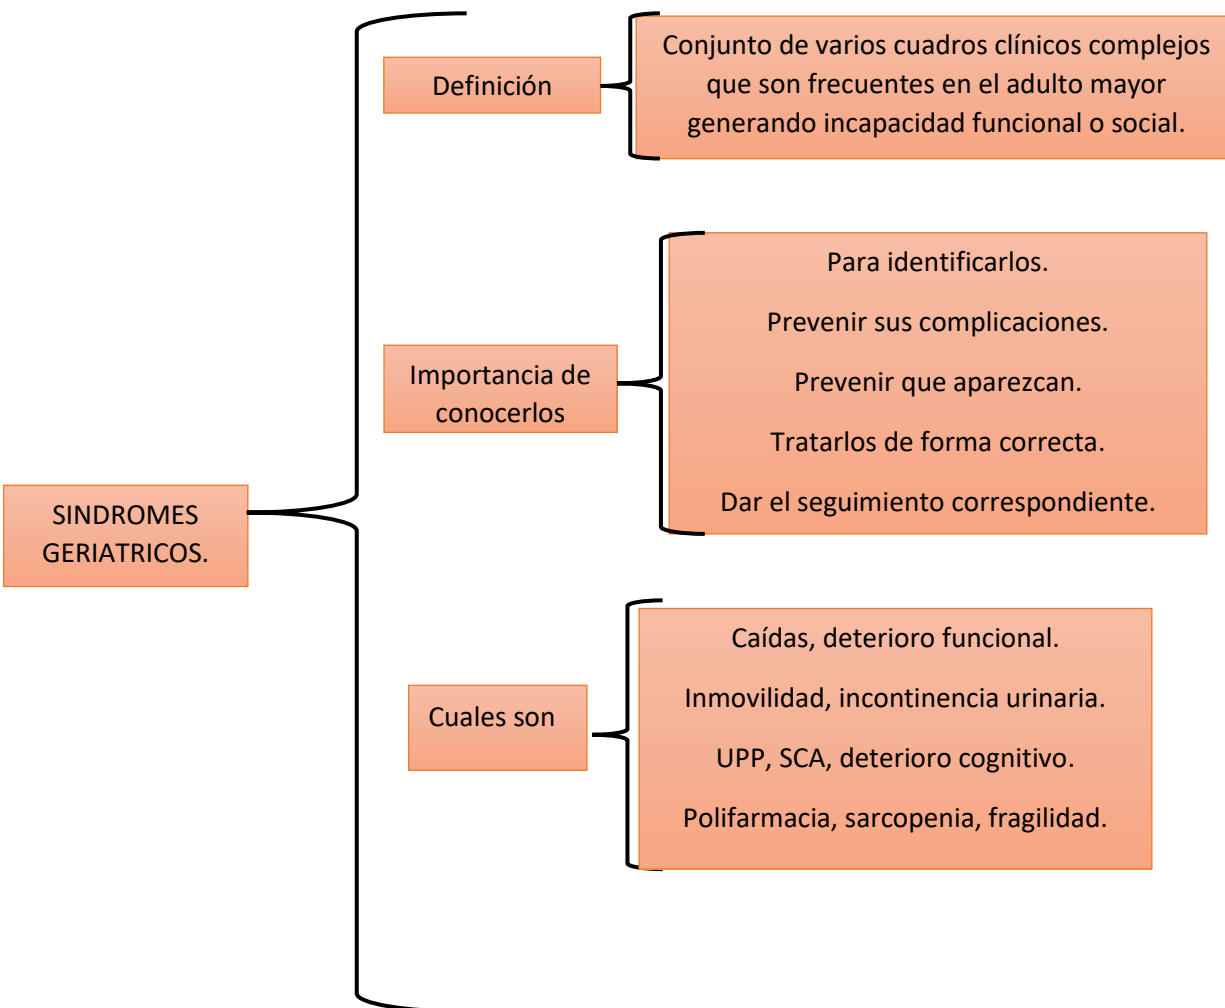 SINDROMES
GERIATRICOS.
Definición
Conjunto de varios cuadros clínicos complejos
que son frecuentes en el adulto mayor
generando incapacidad funcional o social.
Importancia de
conocerlos
Para identificarlos.
Prevenir sus complicaciones.
Prevenir que aparezcan.
Tratarlos de forma correcta.
Dar el seguimiento correspondiente.
Cuales son
Caídas, deterioro funcional.
Inmovilidad, incontinencia urinaria.
UPP, SCA, deterioro cognitivo.
Polifarmacia, sarcopenia, fragilidad.